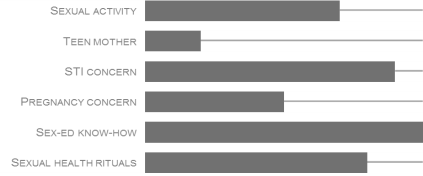 Sexual activity
Teen mother
STI concern
Pregnancy concern
Sex-ed know-how
Sexual health rituals